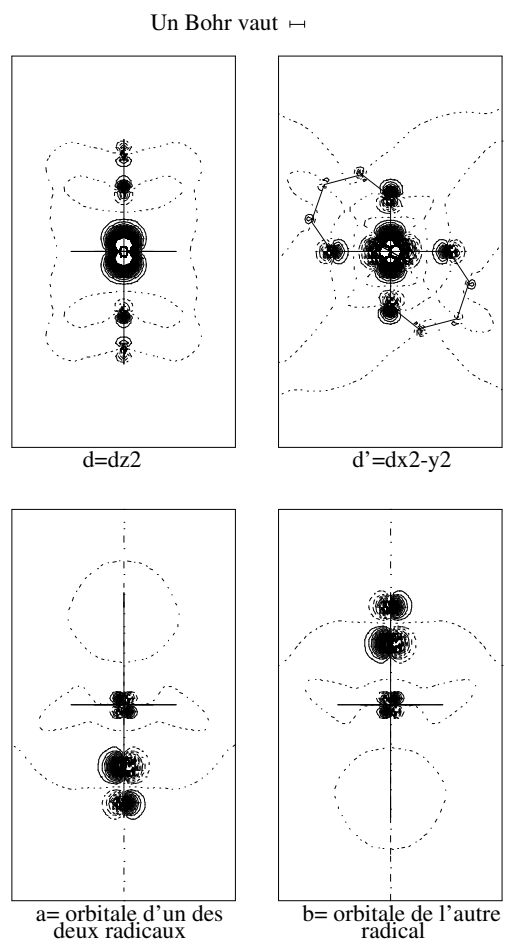 Un Bohr vaut
d=dz2
d'=dx2-y2
a= orbitale d'un des
deux radicaux
b= orbitale de l'autre
radical